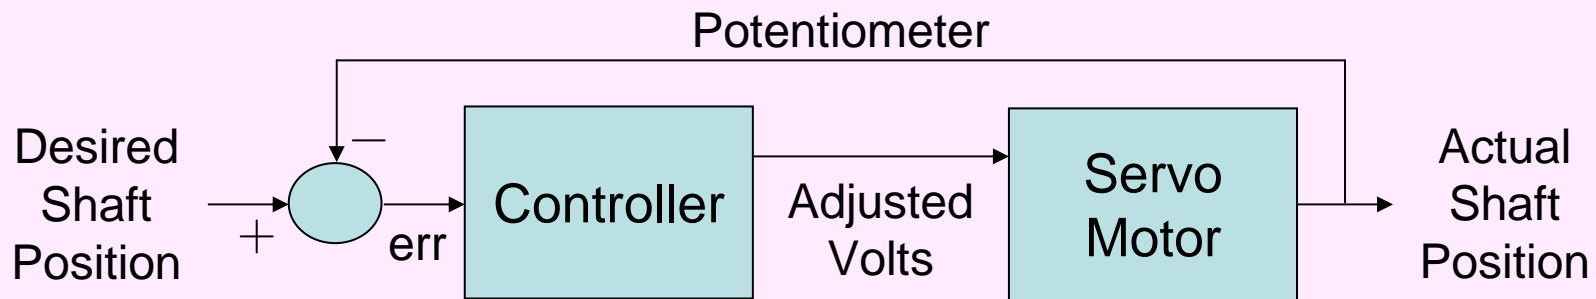 Potentiometer
Desired
Shaft
Position
+
−
err
Controller
Adjusted
Volts
Servo
Motor
Actual
Shaft
Position